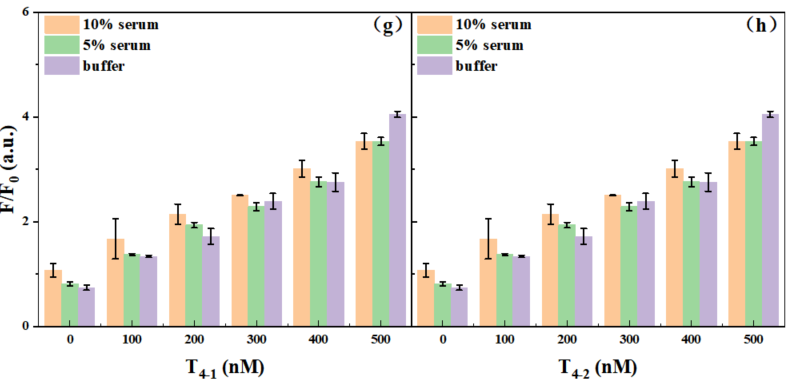 6
4
2
0
F/F0 (a.u.)
10% serum
5% serum
buffer
(g)
0 100 200 300 400 500
T4-1 (nM)
10% serum
5% serum
buffer
(h)
0 100 200 300 400 500
T4-2 (nM)